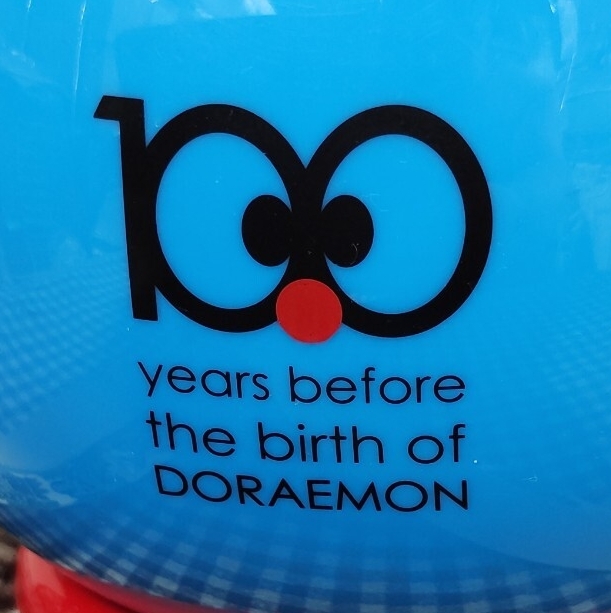 100
years before
the birth of
DORAEMON